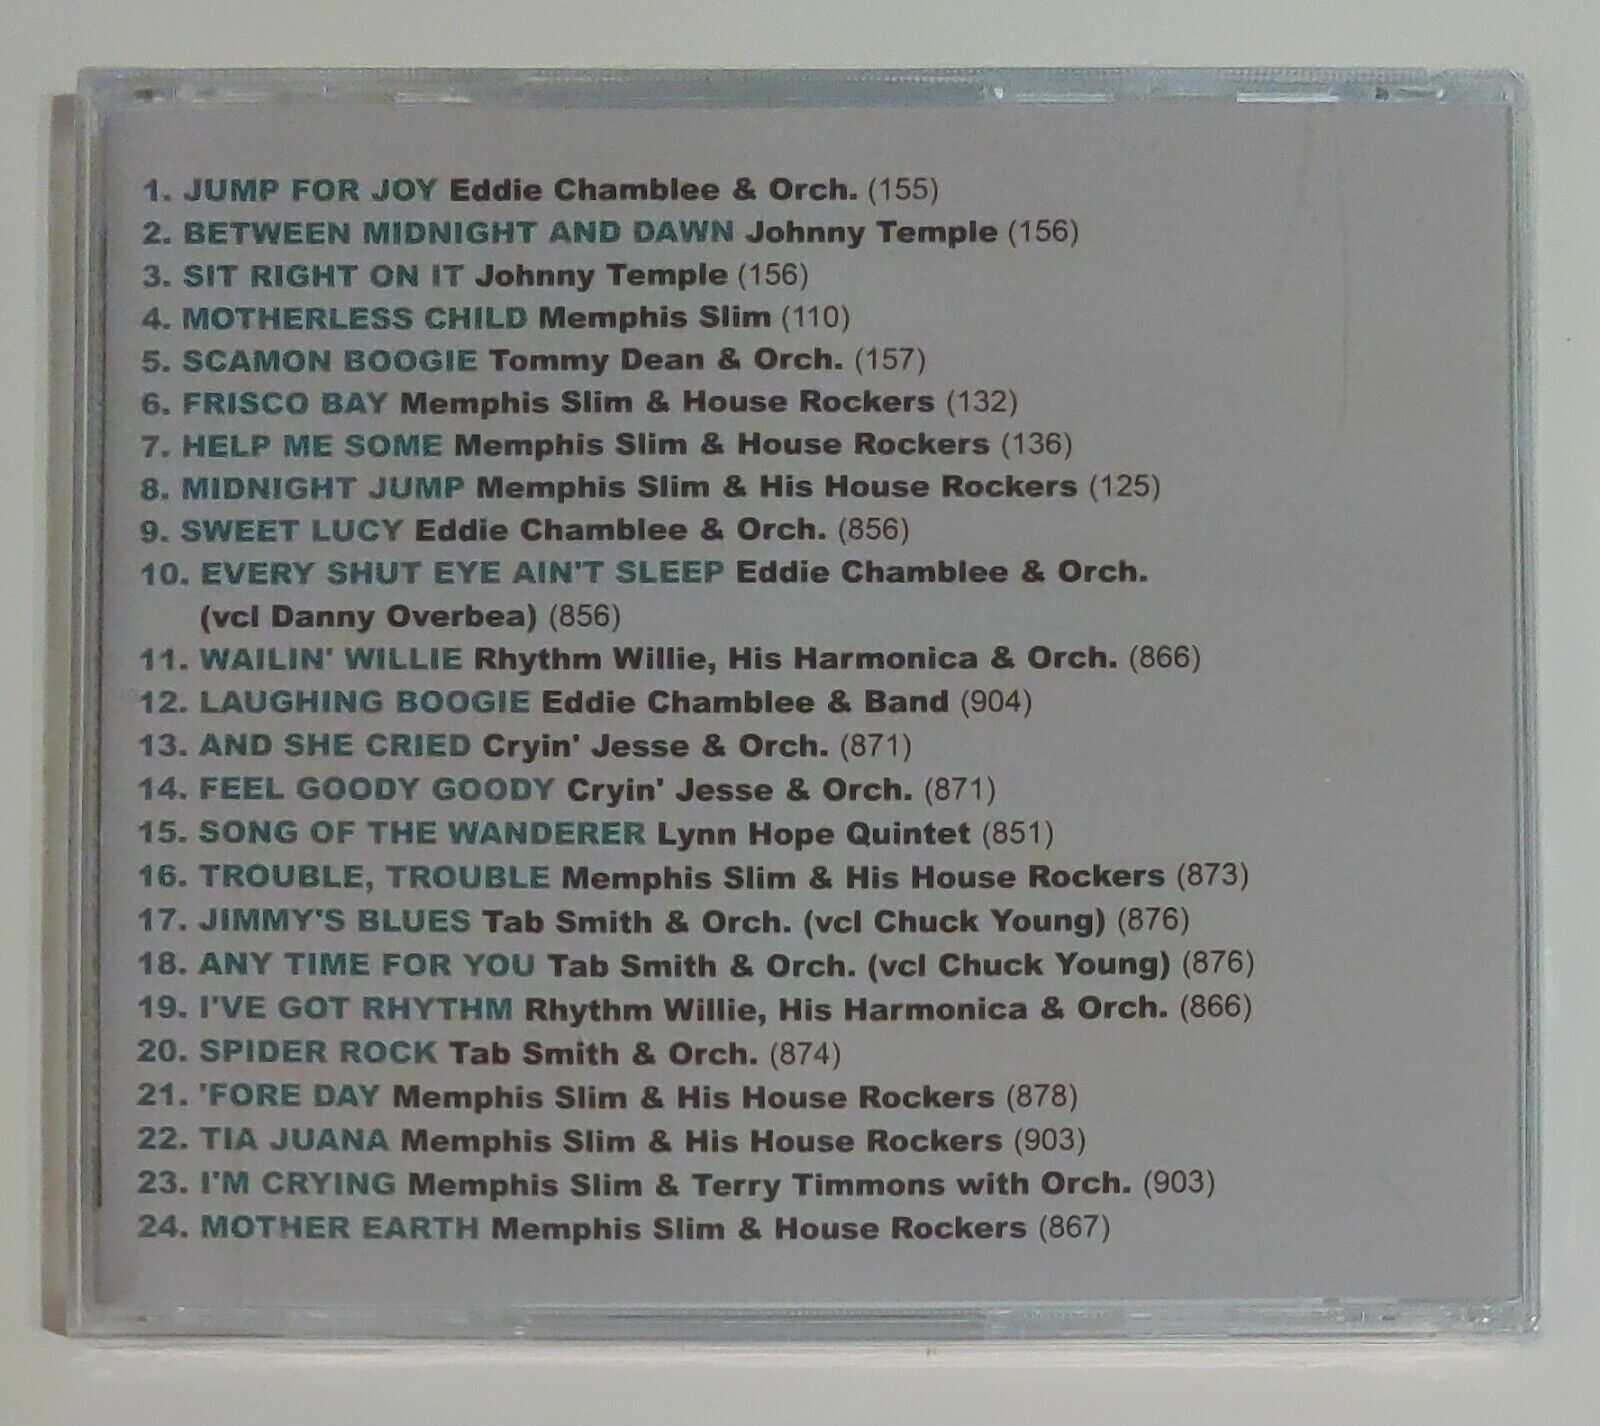 1. JUMP FOR JOY Eddie Chamblee & Orch. (155)
2. BETWEEN MIDNIGHT AND DAWN Johnny Temple (156)
3. SIT RIGHT ON IT Johnny Temple (156)
4. MOTHERLESS CHILD Memphis Slim (110)
5. SCAMON BOOGIE Tommy Dean & Orch. (157)
6. FRISCO BAY Memphis Slim & House Rockers (132)
7. HELP ME SOME Memphis Slim & House Rockers (136)
8. MIDNIGHT JUMP Memphis Slim & His House Rockers (125)
9. SWEET LUCY Eddie Chamblee & Orch. (856)
10. EVERY SHUT EYE AIN'T SLEEP Eddie Chamblee & Orch.
(vcl Danny Overbea) (856)
11. WAILIN' WILLIE Rhythm Willie, His Harmonica & Orch. (866)
12. LAUGHING BOOGIE Eddie Chamblee & Band (904)
13. AND SHE CRIED Cryin' Jesse & Orch. (871)
14. FEEL GOODY GOODY Cryin' Jesse & Orch. (871)
15. SONG OF THE WANDERER Lynn Hope Quintet (851)
16. TROUBLE, TROUBLE Memphis Slim & His House Rockers (873)
17. JIMMY'S BLUES Tab Smith & Orch. (vcl Chuck Young) (876)
18. ANY TIME FOR YOU Tab Smith & Orch. (vcl Chuck Young) (876)
19. I'VE GOT RHYTHM Rhythm Willie, His Harmonica & Orch. (866)
20. SPIDER ROCK Tab Smith & Orch. (874)
21. 'FORE DAY Memphis Slim & His House Rockers (878)
22. TIA JUANA Memphis Slim & His House Rockers (903)
23. I'M CRYING Memphis Slim & Terry Timmons with Orch. (903)
24. MOTHER EARTH Memphis Slim & House Rockers (867)